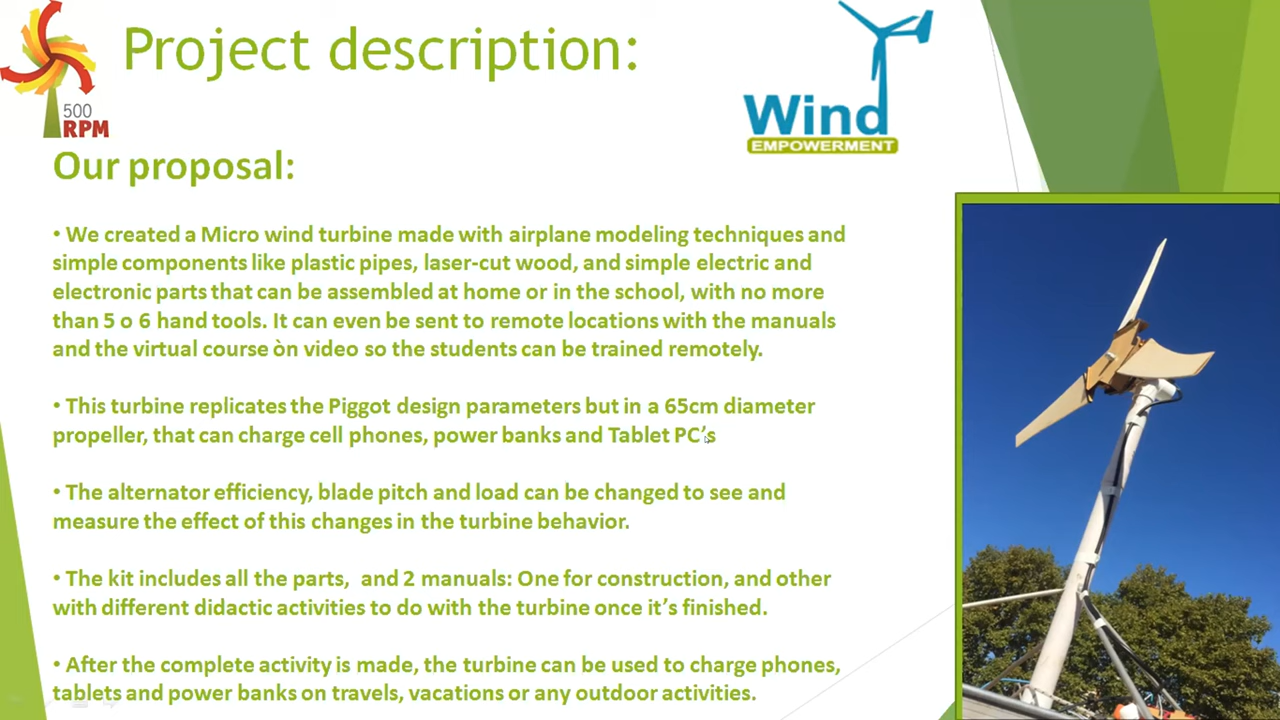 Project description:
500
RPM
Wind
EMPOWERMENT
Our proposal:
• We created a Micro wind turbine made with airplane modeling techniques and
simple components like plastic pipes, laser-cut wood, and simple electric and
electronic parts that can be assembled at home or in the school, with no more
than 5 o 6 hand tools. It can even be sent to remote locations with the manuals
and the virtual course òn video so the students can be trained remotely.
• This turbine replicates the Piggot design parameters but in a 65cm diameter
propeller, that can charge cell phones, power banks and Tablet PC’s
• The alternator efficiency, blade pitch and load can be changed to see and
measure the effect of this changes in the turbine behavior.
• The kit includes all the parts,  and 2 manuals: One for construction, and other
with different didactic activities to do with the turbine once it’s finished.
• After the complete activity is made, the turbine can be used to charge phones,
tablets and power banks on travels, vacations or any outdoor activities.